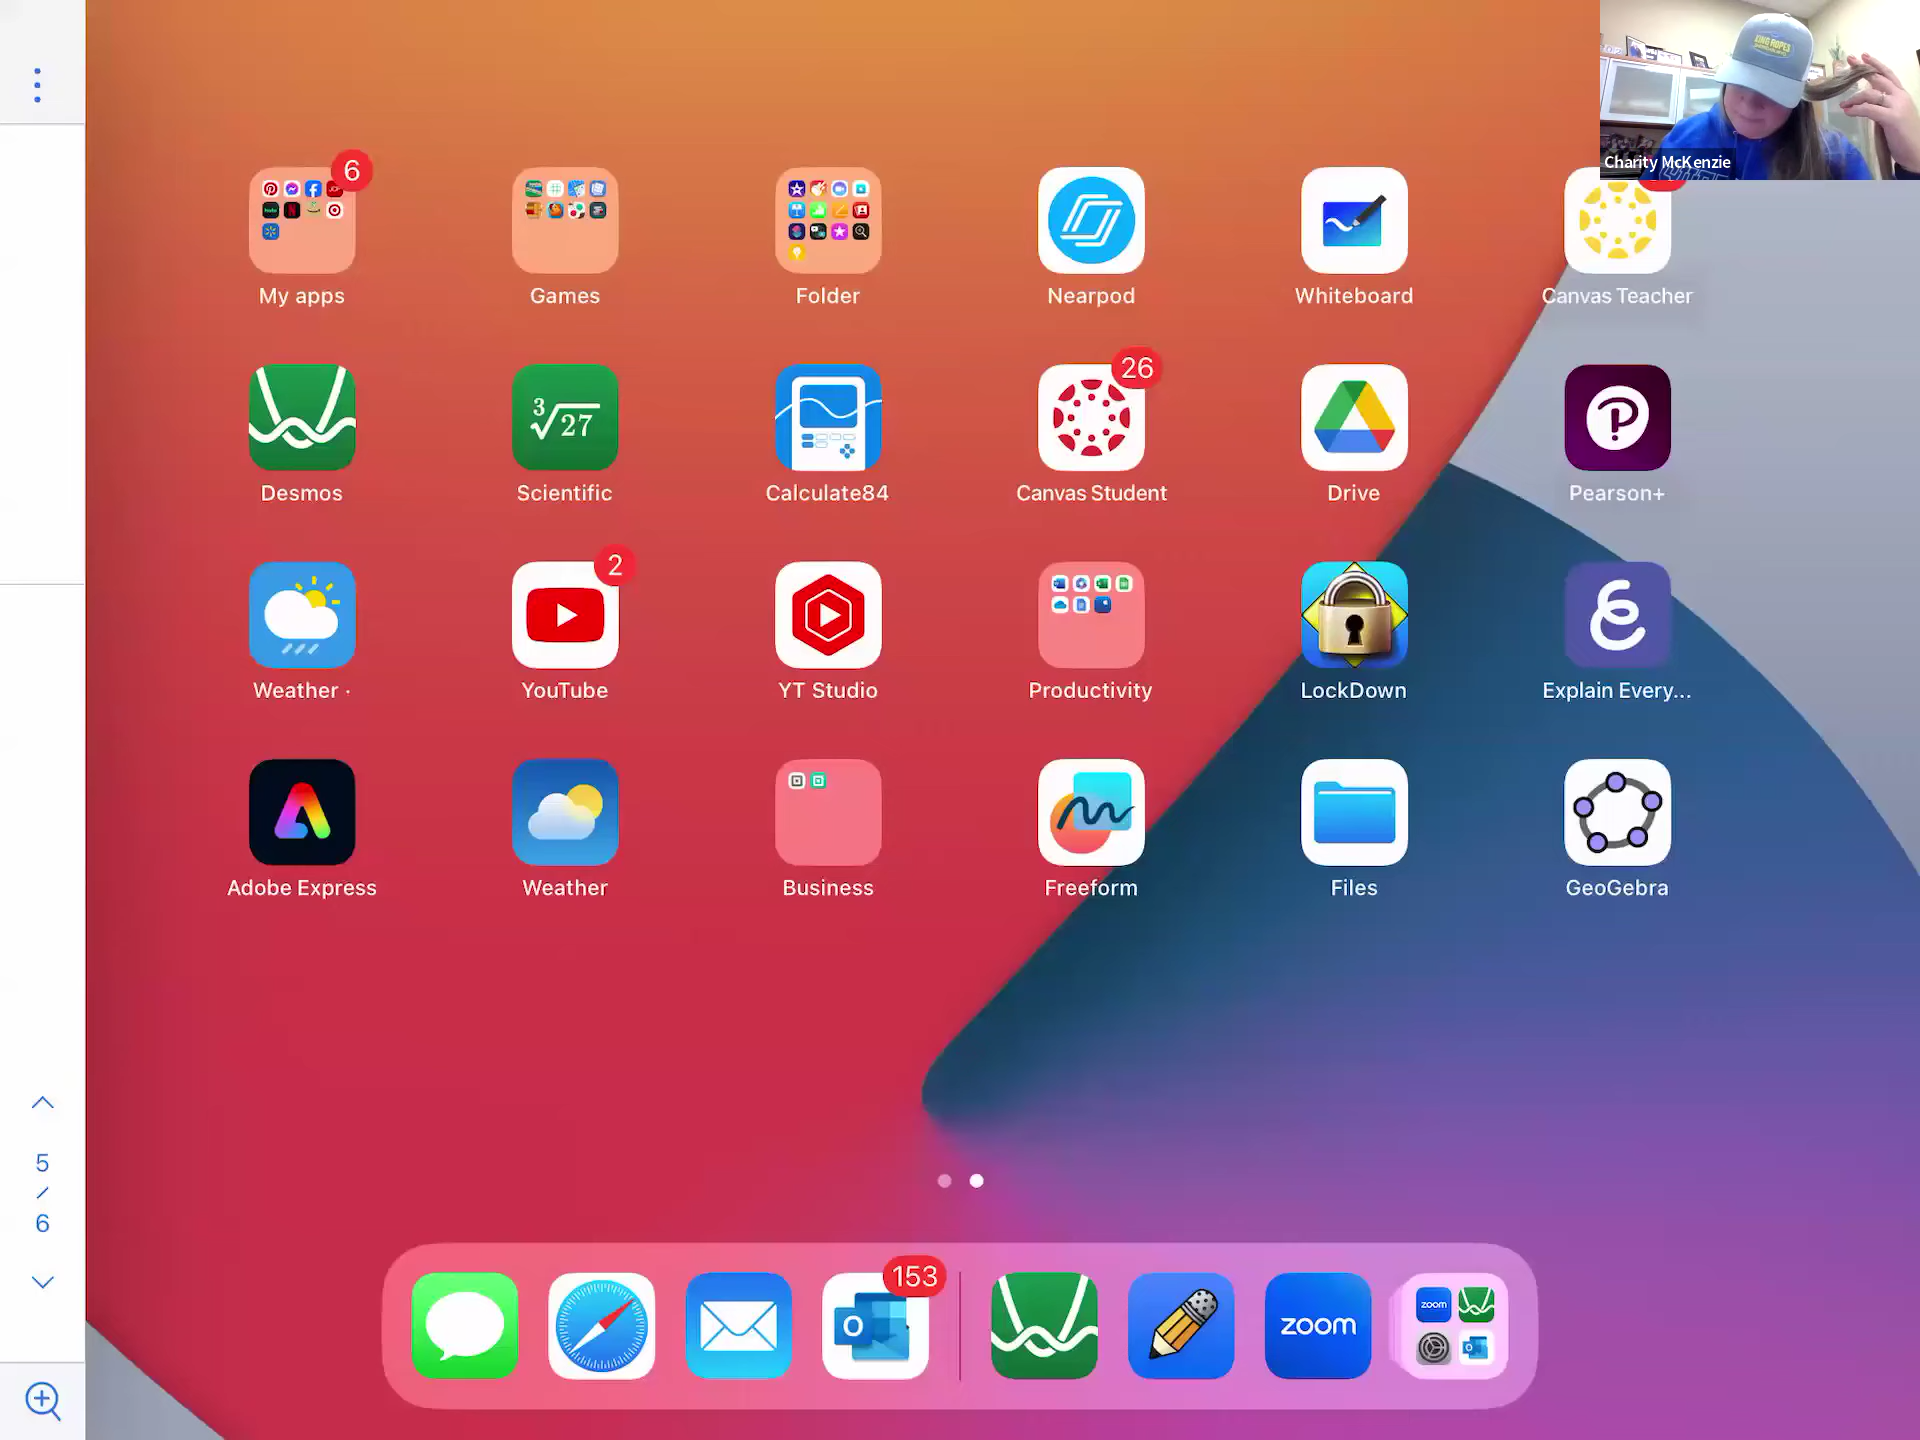 KING ROPES
Charity McKenzie
6
My apps
Games
Folder
Nearpod
Whiteboard
Canvas Teacher
3√27
26
Desmos
Scientific
Calculate84
Canvas Student
Drive
Pearson+
2
Weather
YouTube
YT Studio
Productivity
LockDown
Explain Every...
Adobe Express
Weather
Business
Freeform
Files
GeoGebra
5
/
6
153
O
zoom
zoom